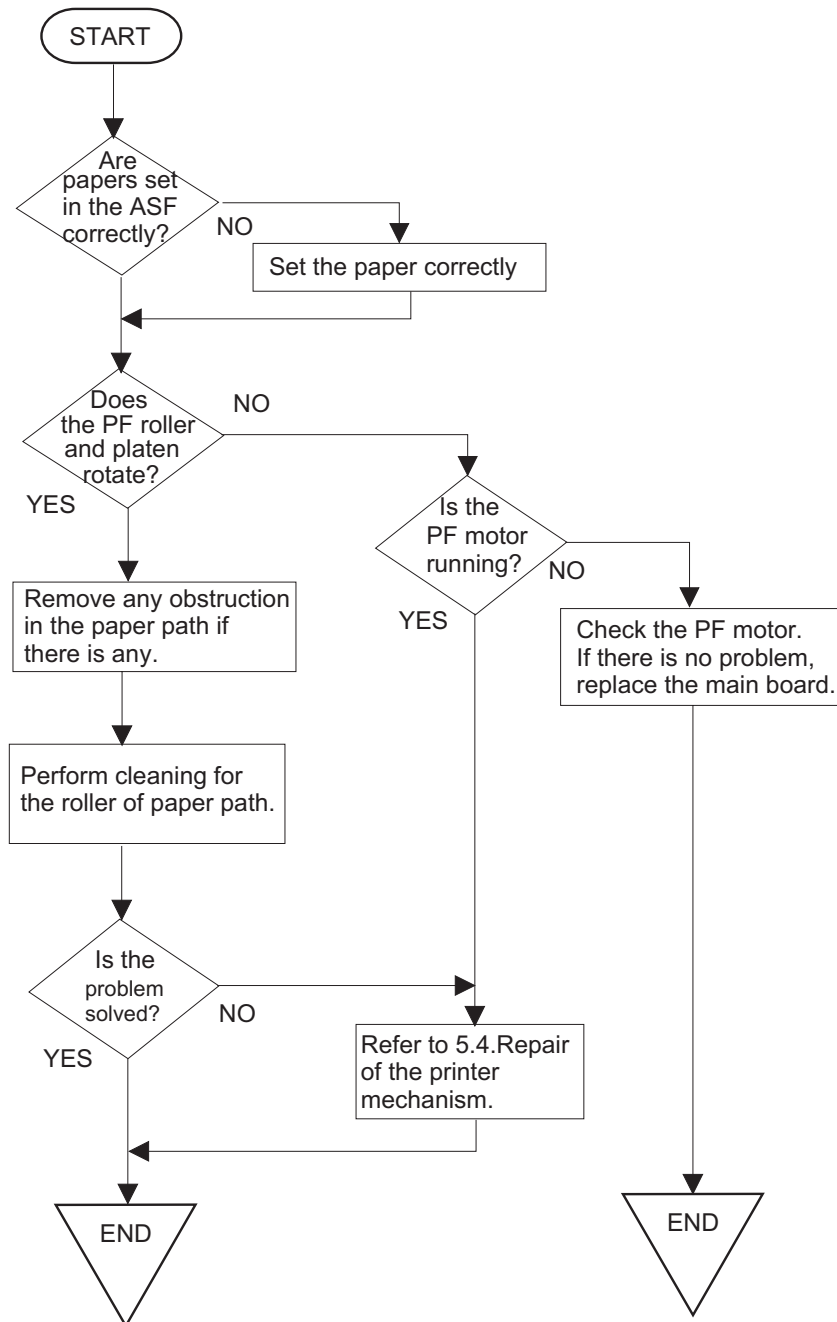 START
Are
papers set
in the ASF
correctly?
NO
Set the paper correctly
Does
the PF roller
and platen
rotate?
NO
YES
Is the
PF motor
running?
NO
YES
Remove any obstruction
in the paper path if
there is any.
Check the PF motor.
If there is no problem,
replace the main board.
Perform cleaning for
the roller of paper path.
Is the
problem
solved?
NO
YES
Refer to 5.4.Repair
of the printer
mechanism.
END
END